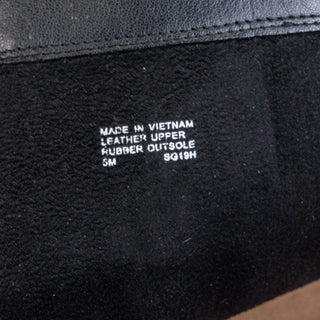 MADE IN VIETNAM
LEATHER UPPER
RUBBER OUTSOLE
5M SG19H